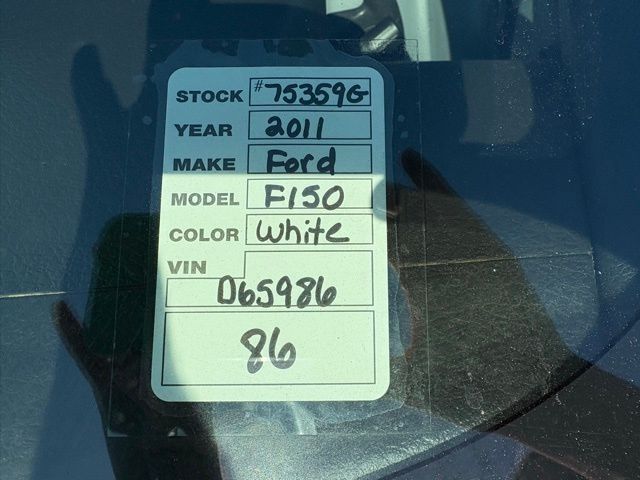 STOCK #75359G
YEAR 2011
MAKE Ford
MODEL F150
COLOR White
VIN
D65986
86